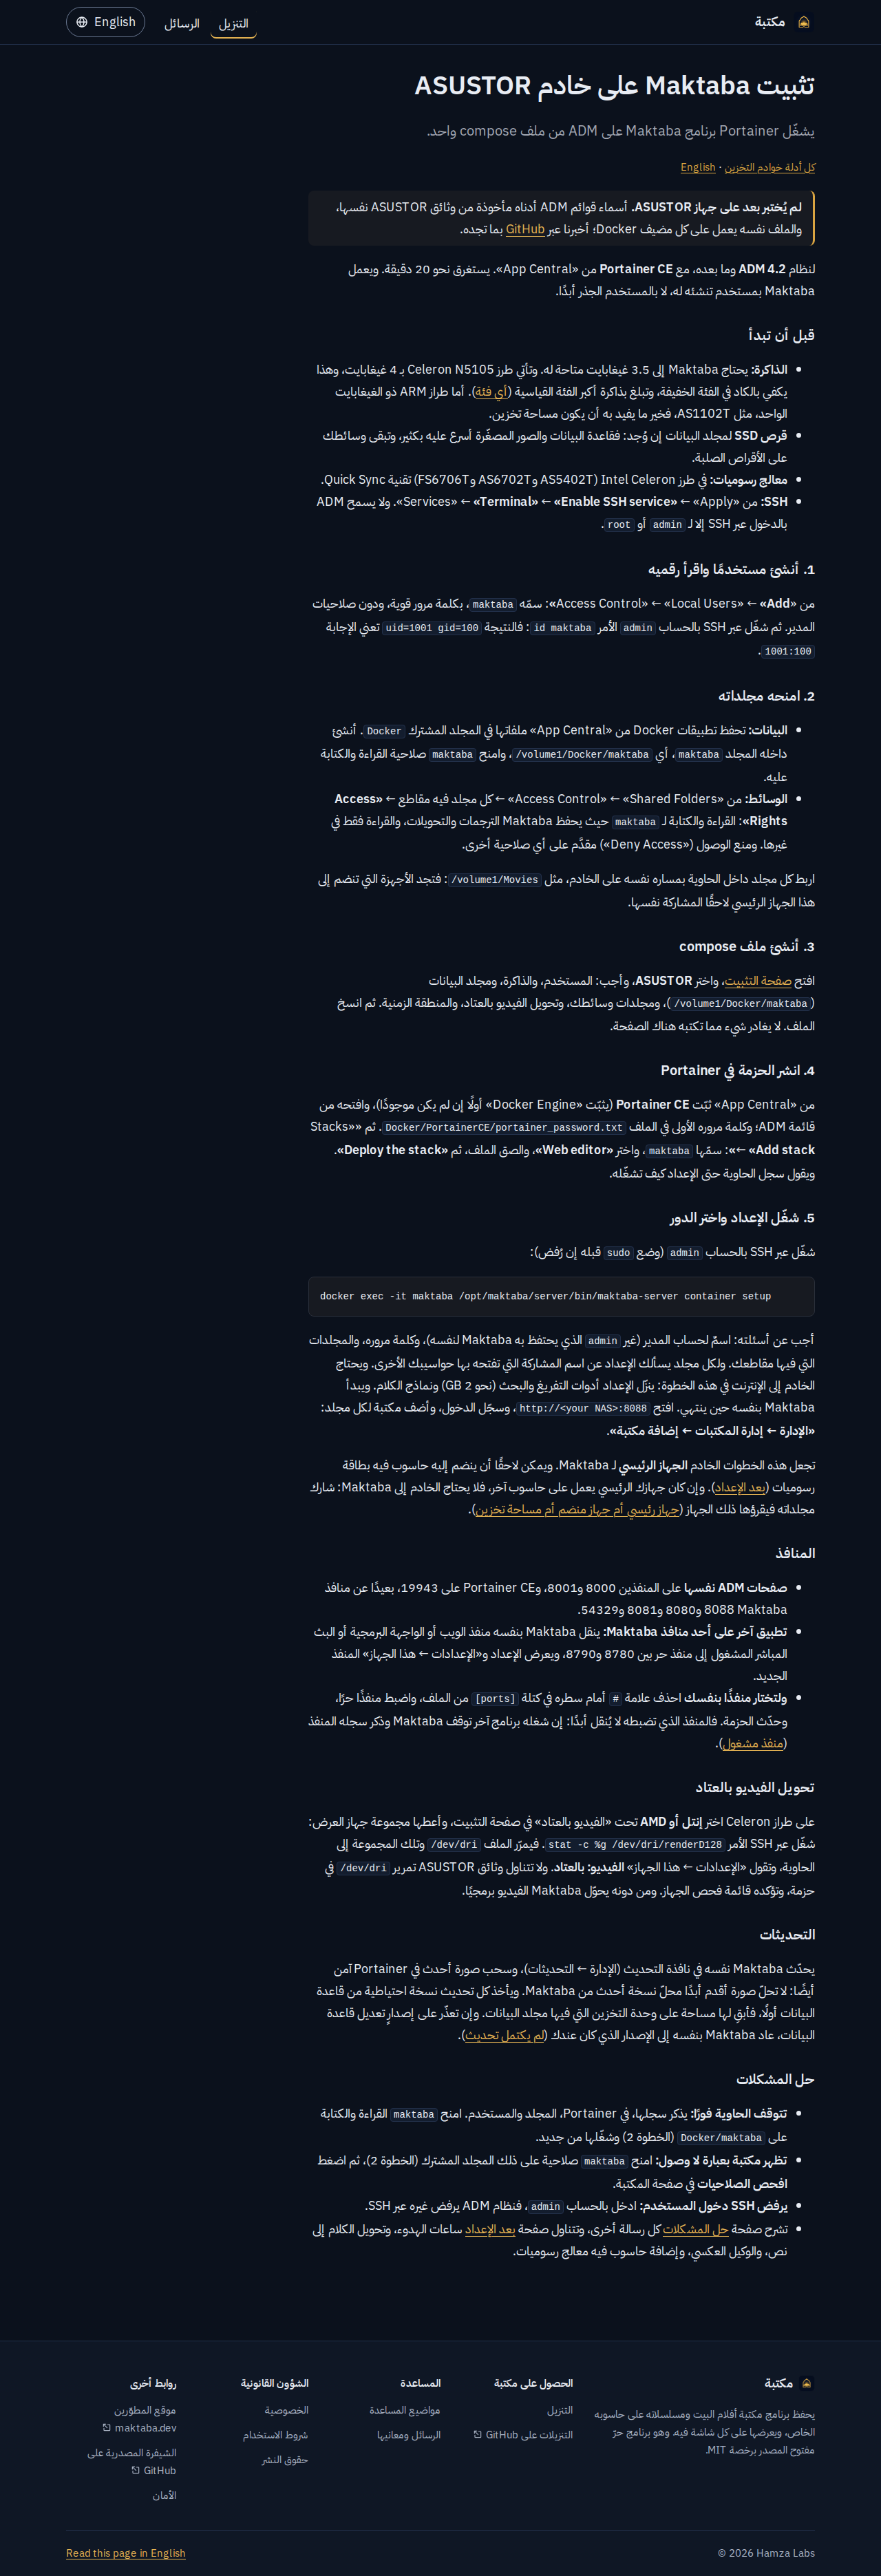 مكتبة
التنزيل
الرسائل
English
تثبيت Maktaba على خادم ASUSTOR
يشغّل Portainer برنامج Maktaba على ADM من ملف compose واحد.
كل أدلة خوادم التخزين · English
لم يُختبر بعد على جهاز ASUSTOR. أسماء قوائم ADM أدناه مأخوذة من وثائق ASUSTOR نفسها،
والملف نفسه يعمل على كل مضيف Docker؛ أخبرنا عبر GitHub بما تجده.
لنظام ADM 4.2 وما بعده، مع Portainer CE من «App Central». يستغرق نحو 20 دقيقة. ويعمل
Maktaba بمستخدم تنشئه له، لا بالمستخدم الجذر أبدًا.
قبل أن تبدأ
الذاكرة: يحتاج Maktaba إلى 3.5 غيغابايت متاحة له. وتأتي طرز Celeron N5105 بـ 4 غيغابايت، وهذا
يكفي بالكاد في الفئة الخفيفة، وتبلغ بذاكرة أكبر الفئة القياسية (أي فئة). أما طراز ARM ذو الغيغابايت
الواحد، مثل AS1102T، فخير ما يفيد به أن يكون مساحة تخزين.
قرص SSD لمجلد البيانات إن وُجد: فقاعدة البيانات والصور المصغّرة أسرع عليه بكثير، وتبقى وسائطك
على الأقراص الصلبة.
معالج رسوميات: في طرز Intel Celeron (AS5402T وAS6702T وFS6706T) تقنية Quick Sync.
SSH: من «Services» ← «Terminal» ← «Enable SSH service» ← «Apply». ولا يسمح ADM
بالدخول عبر SSH إلا لـ admin أو root.
1. أنشئ مستخدمًا واقرأ رقميه
من «Access Control» ← «Local Users» ← «Add»: سمّه maktaba، بكلمة مرور قوية، ودون صلاحيات
المدير. ثم شغّل عبر SSH بالحساب admin الأمر id maktaba: فالنتيجة uid=1001 gid=100 تعني الإجابة
1001:100.
2. امنحه مجلداته
البيانات: تحفظ تطبيقات Docker من «App Central» ملفاتها في المجلد المشترك Docker. أنشئ
داخله المجلد maktaba، أي /volume1/Docker/maktaba، وامنح maktaba صلاحية القراءة والكتابة
عليه.
الوسائط: من «Access Control» ← «Shared Folders» ← كل مجلد فيه مقاطع ← «Access
Rights»: القراءة والكتابة لـ maktaba حيث يحفظ Maktaba الترجمات والتحويلات، والقراءة فقط في
غيرها. ومنع الوصول («Deny Access») مقدَّم على أي صلاحية أخرى.
اربط كل مجلد داخل الحاوية بمساره نفسه على الخادم، مثل /volume1/Movies: فتجد الأجهزة التي تنضم إلى
هذا الجهاز الرئيسي لاحقًا المشاركة نفسها.
3. أنشئ ملف compose
افتح صفحة التثبيت، واختر ASUSTOR، وأجب: المستخدم، والذاكرة، ومجلد البيانات
(/volume1/Docker/maktaba)، ومجلدات وسائطك، وتحويل الفيديو بالعتاد، والمنطقة الزمنية. ثم انسخ
الملف. لا يغادر شيء مما تكتبه هناك الصفحة.
4. انشر الحزمة في Portainer
من «App Central» ثبّت Portainer CE (يثبّت «Docker Engine» أولًا إن لم يكن موجودًا)، وافتحه من
قائمة ADM؛ وكلمة مروره الأولى في الملف Docker/PortainerCE/portainer_password.txt. ثم «Stacks»
← «Add stack»: سمّها maktaba، واختر «Web editor»، والصق الملف، ثم «Deploy the stack».
ويقول سجل الحاوية حتى الإعداد كيف تشغّله.
5. شغّل الإعداد واختر الدور
شغّل عبر SSH بالحساب admin (وضع sudo قبله إن رُفض):
docker exec -it maktaba /opt/maktaba/server/bin/maktaba-server container setup
أجب عن أسئلته: اسمٌ لحساب المدير (غير admin الذي يحتفظ به Maktaba لنفسه)، وكلمة مروره، والمجلدات
التي فيها مقاطعك. ولكل مجلد يسألك الإعداد عن اسم المشاركة التي تفتحه بها حواسيبك الأخرى. ويحتاج
الخادم إلى الإنترنت في هذه الخطوة: ينزّل الإعداد أدوات التفريغ والبحث (نحو 2 GB) ونماذج الكلام. ويبدأ
Maktaba بنفسه حين ينتهي. افتح http://<your NAS>:8088، وسجّل الدخول، وأضف مكتبة لكل مجلد:
«الإدارة ← إدارة المكتبات ← إضافة مكتبة».
تجعل هذه الخطوات الخادم الجهاز الرئيسي لـ Maktaba. ويمكن لاحقًا أن ينضم إليه حاسوب فيه بطاقة
رسوميات (بعد الإعداد). وإن كان جهازك الرئيسي يعمل على حاسوب آخر، فلا يحتاج الخادم إلى Maktaba: شارك
مجلداته فيقرؤها ذلك الجهاز (جهاز رئيسي أم جهاز منضم أم مساحة تخزين).
المنافذ
صفحات ADM نفسها على المنفذين 8000 و8001، وPortainer CE على 19943، بعيدًا عن منافذ
Maktaba 8088 و8080 و8081 و54329.
تطبيق آخر على أحد منافذ Maktaba: ينقل Maktaba بنفسه منفذ الويب أو الواجهة البرمجية أو البث
المباشر المشغول إلى منفذ حر بين 8780 و8790، ويعرض الإعداد و«الإعدادات ← هذا الجهاز» المنفذ
الجديد.
ولتختار منفذًا بنفسك احذف علامة # أمام سطره في كتلة [ports] من الملف، واضبط منفذًا حرًا،
وحدّث الحزمة. فالمنفذ الذي تضبطه لا يُنقل أبدًا: إن شغله برنامج آخر توقف Maktaba وذكر سجله المنفذ
(منفذ مشغول).
تحويل الفيديو بالعتاد
على طراز Celeron اختر إنتل أو AMD تحت «الفيديو بالعتاد» في صفحة التثبيت، وأعطها مجموعة جهاز العرض:
شغّل عبر SSH الأمر stat -c %g /dev/dri/renderD128. فيمرّر الملف /dev/dri وتلك المجموعة إلى
الحاوية، وتقول «الإعدادات ← هذا الجهاز» الفيديو: بالعتاد. ولا تتناول وثائق ASUSTOR تمرير /dev/dri في
حزمة، وتؤكده قائمة فحص الجهاز. ومن دونه يحوّل Maktaba الفيديو برمجيًا.
التحديثات
يحدّث Maktaba نفسه في نافذة التحديث (الإدارة ← التحديثات)، وسحب صورة أحدث في Portainer آمن
أيضًا: لا تحلّ صورة أقدم أبدًا محلّ نسخة أحدث من Maktaba. ويأخذ كل تحديث نسخة احتياطية من قاعدة
البيانات أولًا، فأبقِ لها مساحة على وحدة التخزين التي فيها مجلد البيانات. وإن تعذّر على إصدارٍ تعديل قاعدة
البيانات، عاد Maktaba بنفسه إلى الإصدار الذي كان عندك (لم يكتمل تحديث).
حل المشكلات
تتوقف الحاوية فورًا: يذكر سجلها، في Portainer، المجلد والمستخدم. امنح maktaba القراءة والكتابة
على Docker/maktaba (الخطوة 2) وشغّلها من جديد.
تظهر مكتبة بعبارة لا وصول: امنح maktaba صلاحية على ذلك المجلد المشترك (الخطوة 2)، ثم اضغط
افحص الصلاحيات في صفحة المكتبة.
يرفض SSH دخول المستخدم: ادخل بالحساب admin، فنظام ADM يرفض غيره عبر SSH.
تشرح صفحة حل المشكلات كل رسالة أخرى، وتتناول صفحة بعد الإعداد ساعات الهدوء، وتحويل الكلام إلى
نص، والوكيل العكسي، وإضافة حاسوب فيه معالج رسوميات.
مكتبة
يحفظ برنامج مكتبة أفلام البيت ومسلسلاته على حاسوبه
الخاص، ويعرضها على كل شاشة فيه. وهو برنامج حرّ
مفتوح المصدر برخصة MIT.
الحصول على مكتبة
التنزيل
التنزيلات على GitHub
المساعدة
مواضيع المساعدة
الرسائل ومعانيها
الشؤون القانونية
الخصوصية
شروط الاستخدام
حقوق النشر
روابط أخرى
موقع المطوّرين
maktaba.dev
الشيفرة المصدرية على
GitHub
الأمان
© 2026 Hamza Labs
Read this page in English